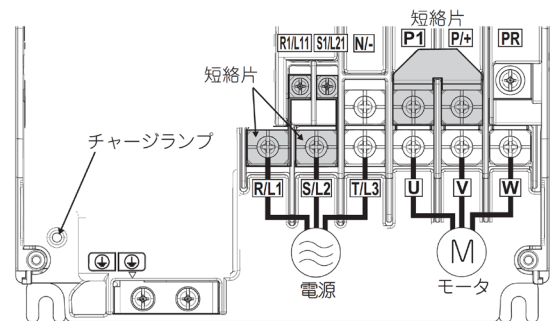 短絡片
R1/L11 S1/L21 N/- P1 P/+ PR
短絡片
チャージランプ
R/L1 S/L2 T/L3 U V W
M
電源 モータ